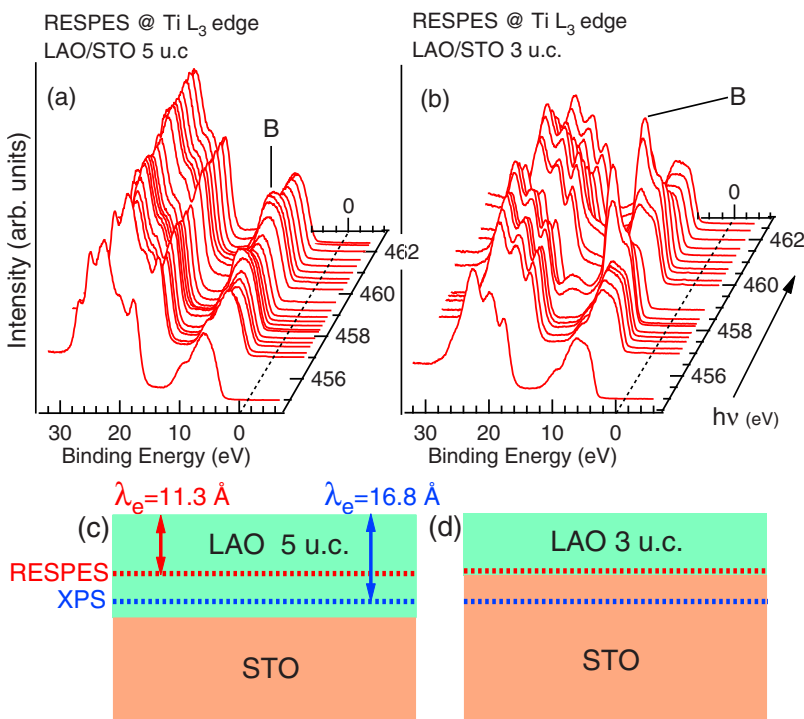 RESPES @ Ti L3 edge
LAO/STO 5 u.c
RESPES @ Ti L3 edge
LAO/STO 3 u.c.
(a)
B
(b)
B
Intensity (arb. units)
0
462
460
458
456
0
462
460
458
456
hν (eV)
30 20 10 0
Binding Energy (eV)
30 20 10 0
Binding Energy (eV)
λe=11.3 Å
λe=16.8 Å
(c)
LAO 5 u.c.
(d)
LAO 3 u.c.
RESPES
XPS
STO
STO